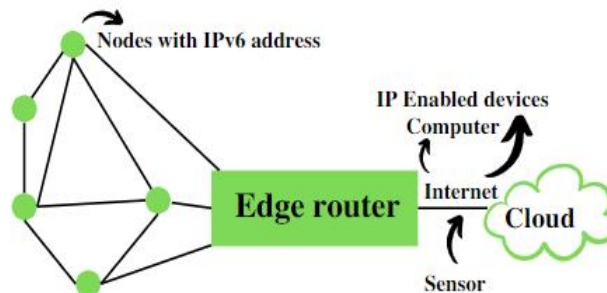 Nodes with IPv6 address
IP Enabled devices
Computer
Edge router
Internet
Cloud
Sensor